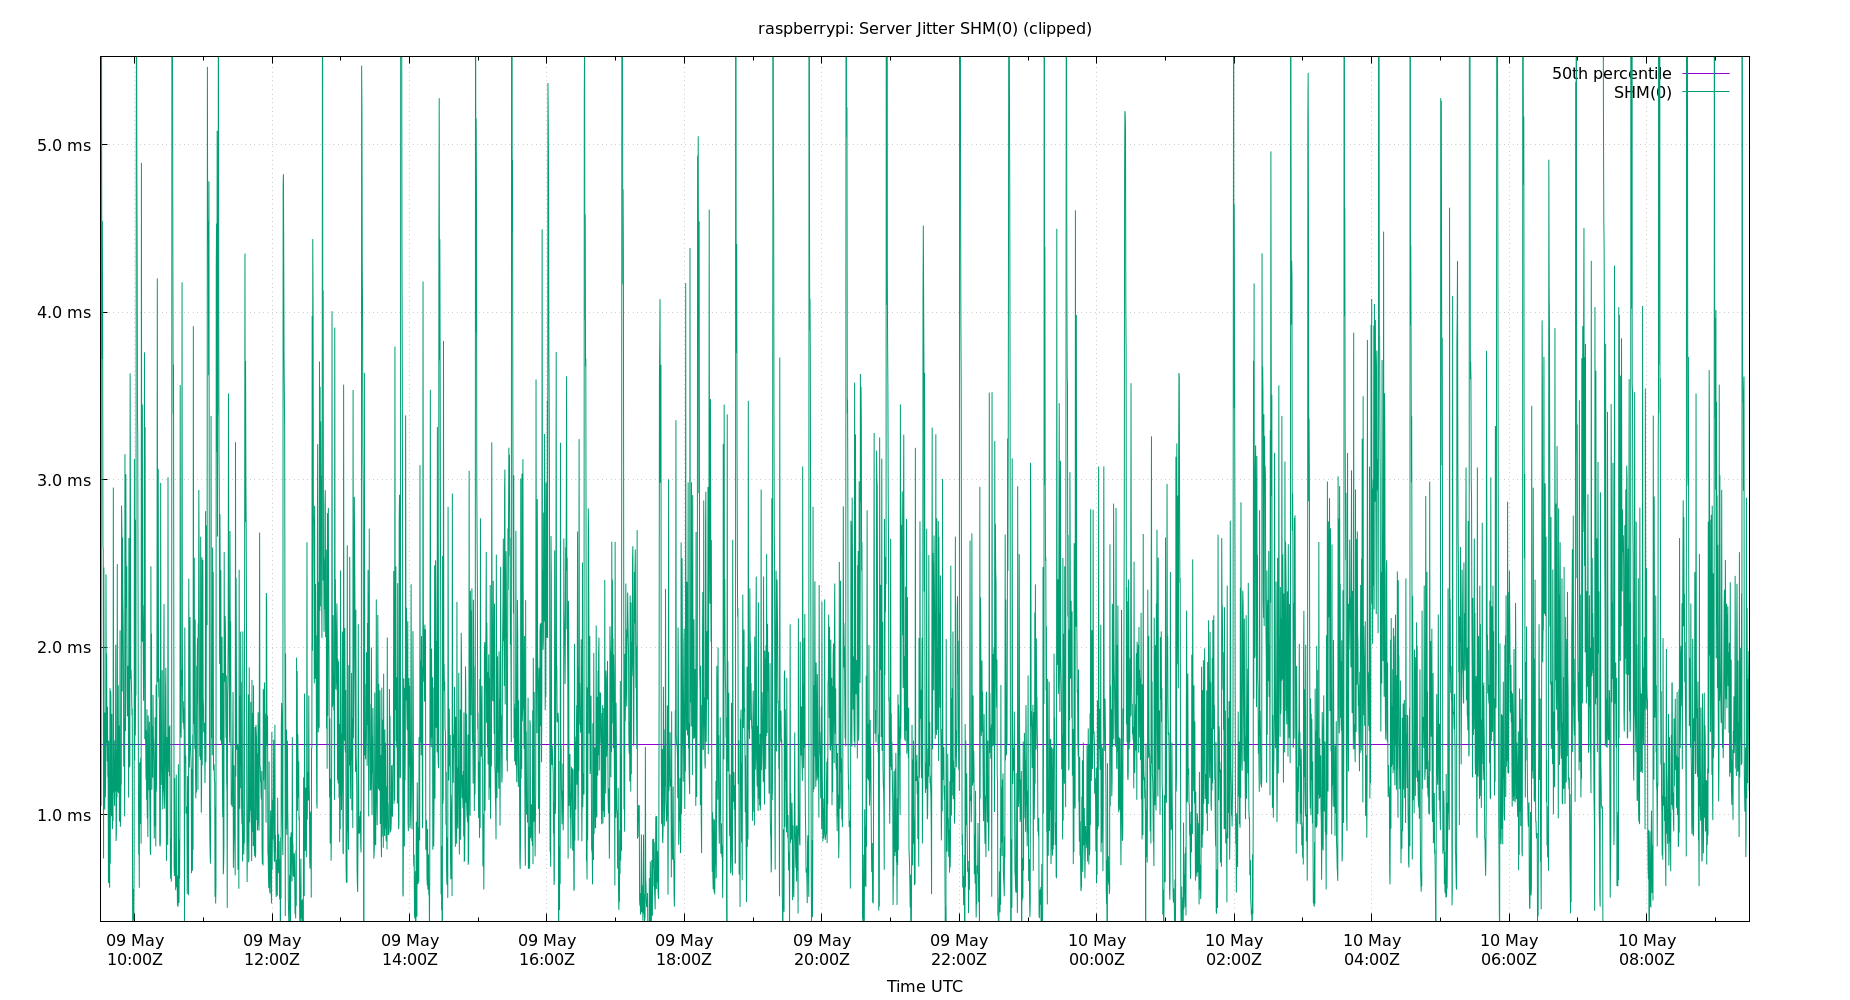 raspberrypi: Server Jitter SHM(0) (clipped)
50th percentile
SHM(0)
5.0 ms
4.0 ms
3.0 ms
2.0 ms
1.0 ms
09 May 09 May 09 May 09 May 09 May 09 May 09 May 10 May 10 May 10 May 10 May 10 May
10:00Z 12:00Z 14:00Z 16:00Z 18:00Z 20:00Z 22:00Z 00:00Z 02:00Z 04:00Z 06:00Z 08:00Z
Time UTC